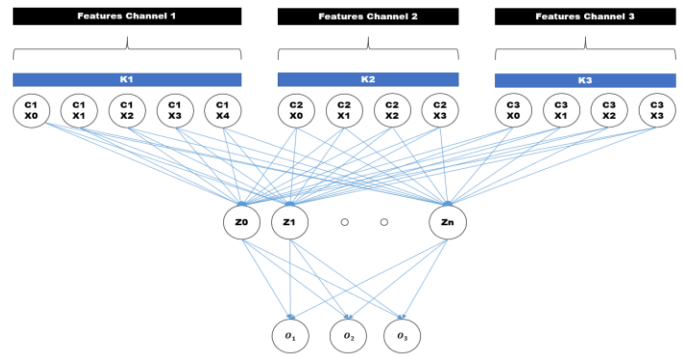 Features Channel 1 Features Channel 2 Features Channel 3
K1 K2 K3
C1 C1 C1 C1 C1 C2 C2 C2 C2 C3 C3 C3 C3
X0 X1 X2 X3 X4 X0 X1 X2 X3 X0 X1 X2 X3
Z0 Z1 Zn
O₁ O₂ O₃